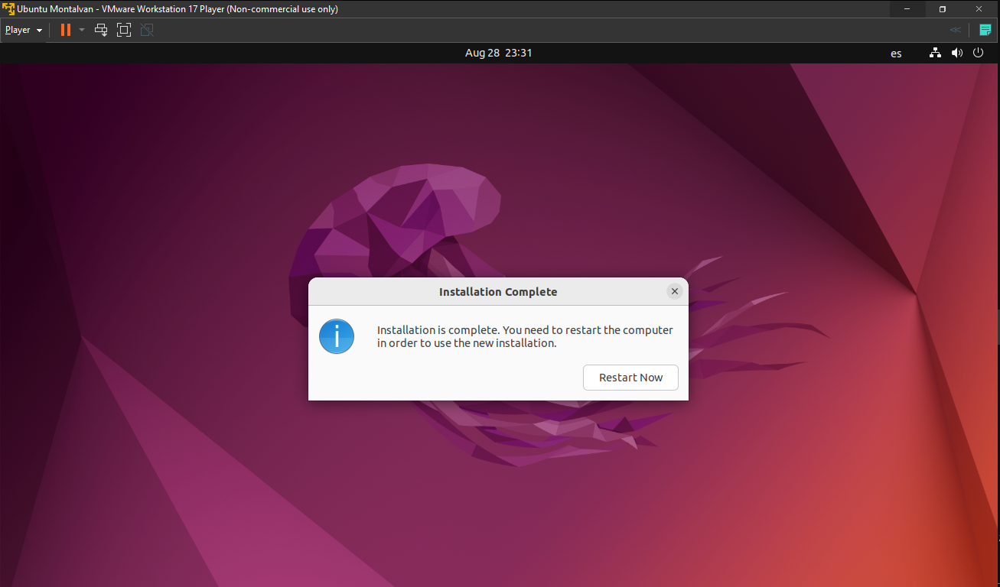 Ubuntu Montalvan - VMware Workstation 17 Player (Non-commercial use only)
Player
Aug 28 23:31
es
Installation Complete
Installation is complete. You need to restart the computer
in order to use the new installation.
Restart Now